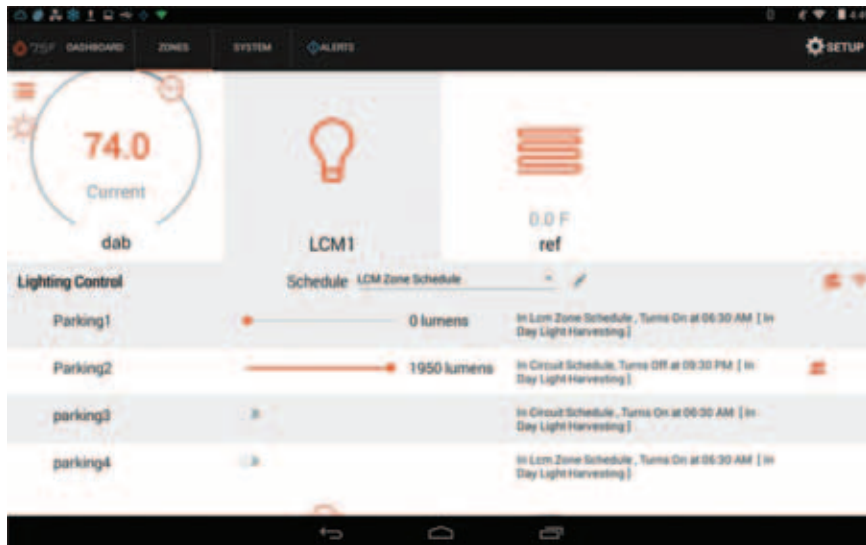 75F DASHBOARD ZONES SYSTEM ALERTS SETUP
74.0
Current
dab
LCM1
0.0 F
ref
Lighting Control Schedule LCM Zone Schedule
Parking1 0 lumens
In Lcm Zone Schedule , Turns On at 06:30 AM [ In
Day Light Harvesting ]
Parking2 1950 lumens
In Circuit Schedule, Turns Off at 09:30 PM [ In
Day Light Harvesting ]
parking3
In Circuit Schedule , Turns On at 06:30 AM [ In
Day Light Harvesting ]
parking4
In Lcm Zone Schedule , Turns On at 06:30 AM [ In
Day Light Harvesting ]